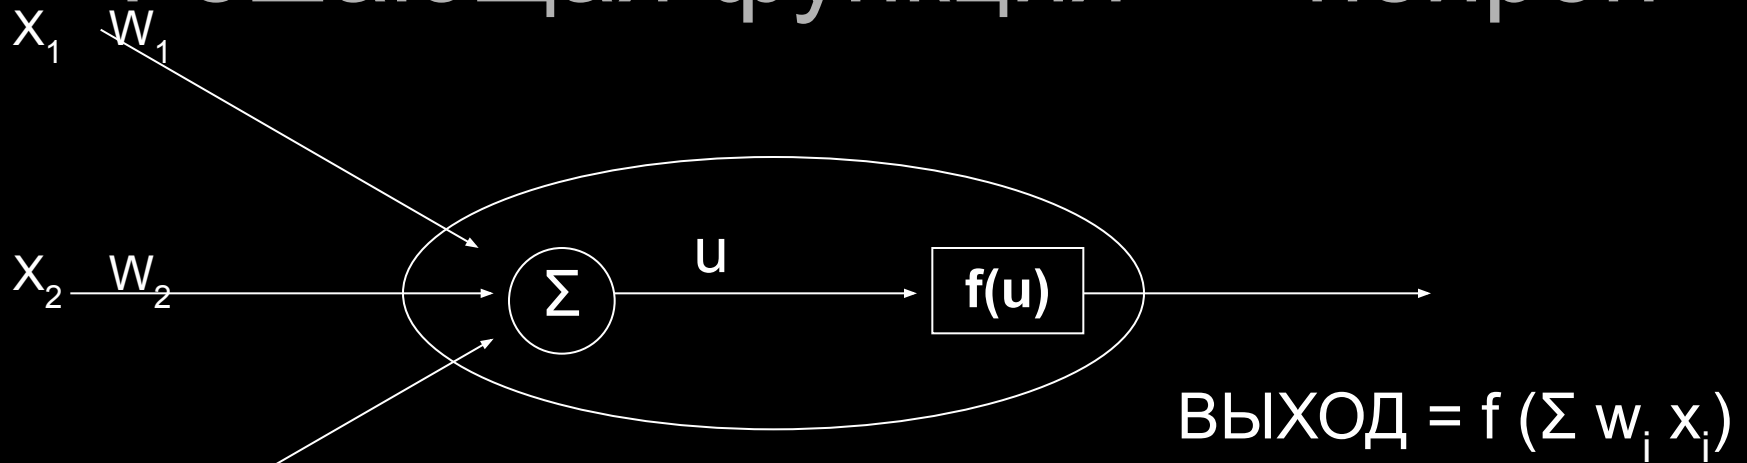 X₁ W₁
X₂ W₂
Σ
u
f(u)
ВЫХОД = f (Σ wᵢ xᵢ)